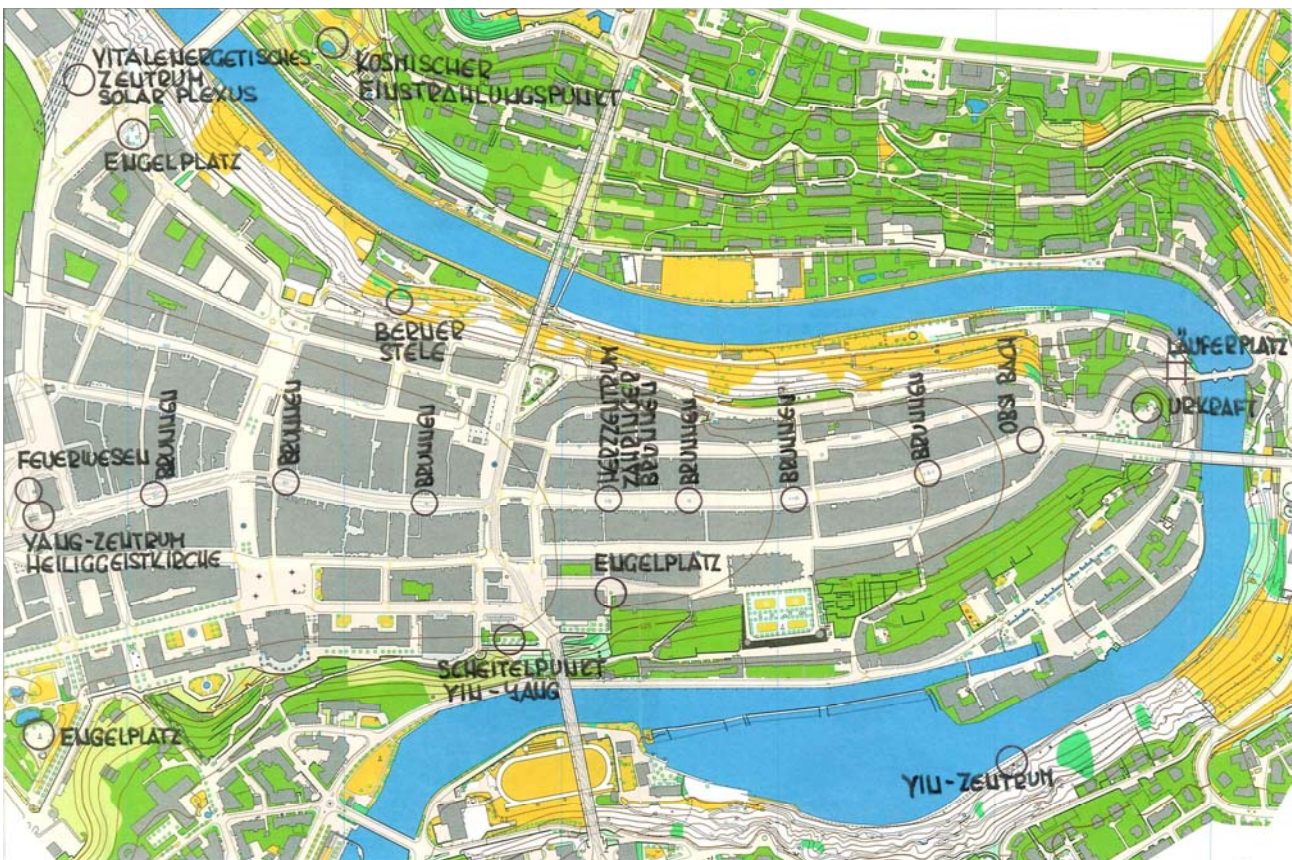 VITALENERGETISCHES
ZENTRUM
SOLAR PLEXUS
KOSMISCHER
EINSTRAHLUNGSPUNKT
ENGELPLATZ
BERNER
STELE
LÄUFERPLATZ
URKRAFT
OBSI BACH
BRUNNEN
BRUNNEN
BRUNNEN
HERZZENTRUM
ZÄHRINGER
BRUNNEN
BRUNNEN
BRUNNEN
BRUNNEN
FEUERWESEN
YANG-ZENTRUM
HEILIGGEISTKIRCHE
ENGELPLATZ
SCHEITELPUNKT
YIN-YANG
ENGELPLATZ
YIN-ZENTRUM